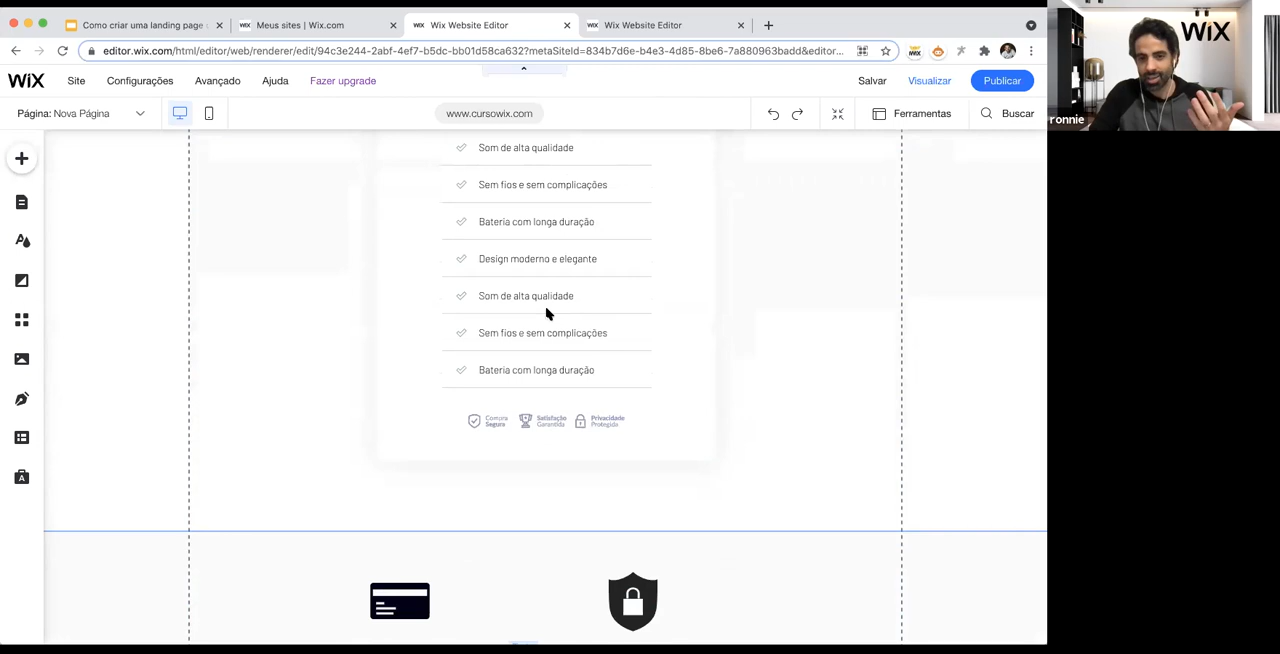 Como criar uma landing page
Meus sites | Wix.com
Wix Website Editor
Wix Website Editor
editor.wix.com/html/editor/web/renderer/edit/94c3e244-2abf-4ef7-b5dc-bb01d58ca632?metaSiteId=834b7d6e-b4e3-4d85-8be6-7a880963badd&editor...
WiX
Site
Configurações
Avançado
Ajuda
Fazer upgrade
Salvar
Visualizar
Publicar
Página: Nova Página
www.cursowix.com
Ferramentas
Buscar
Som de alta qualidade
Sem fios e sem complicações
Bateria com longa duração
Design moderno e elegante
Som de alta qualidade
Sem fios e sem complicações
Bateria com longa duração
Compra Segura
Satisfação Garantida
Privacidade Protegida
WiX
ronnie